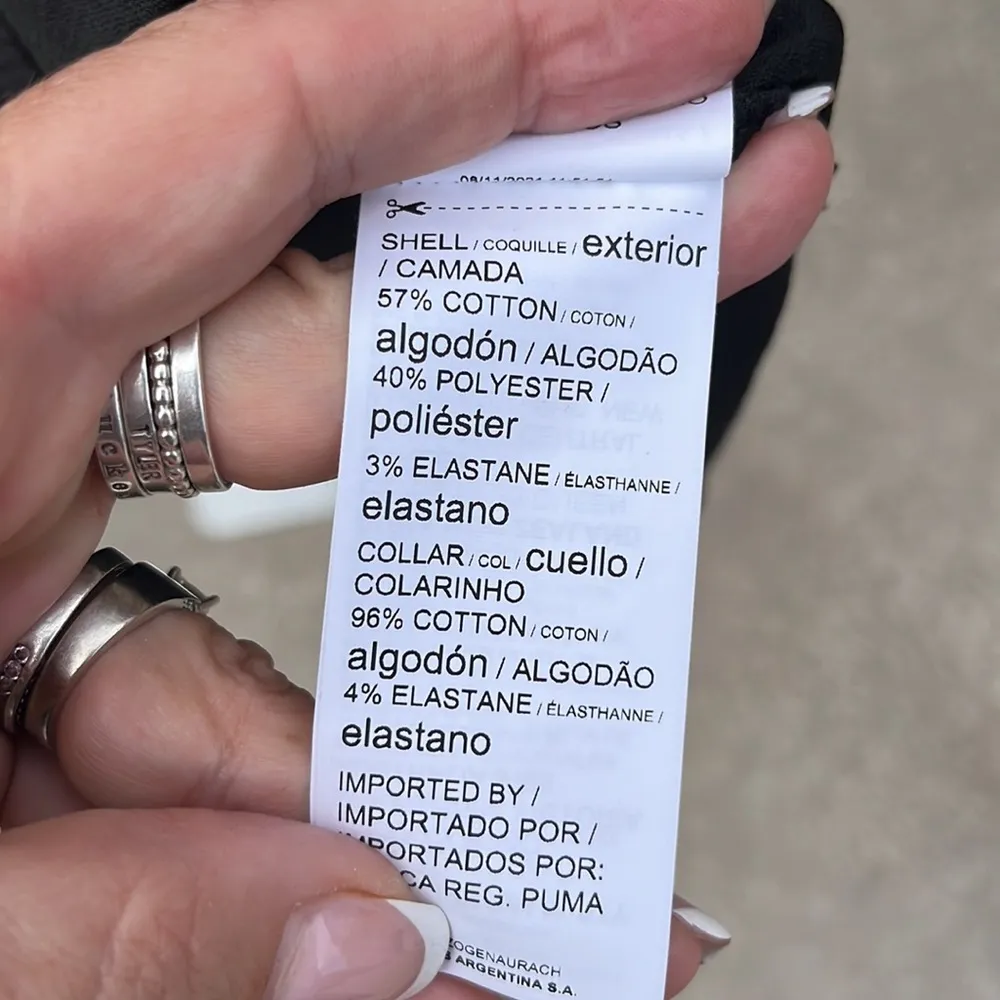 SHELL / COQUILLE / exterior
/ CAMADA
57% COTTON / COTON /
algodón / ALGODÃO
40% POLYESTER /
poliéster
3% ELASTANE / ÉLASTHANNE /
elastano
COLLAR / COL / cuello /
COLARINHO
96% COTTON / COTON /
algodón / ALGODÃO
4% ELASTANE / ÉLASTHANNE /
elastano
IMPORTED BY /
IMPORTADO POR /
IMPORTADOS POR:
REG. PUMA
ARGENTINA S.A.
TYLER